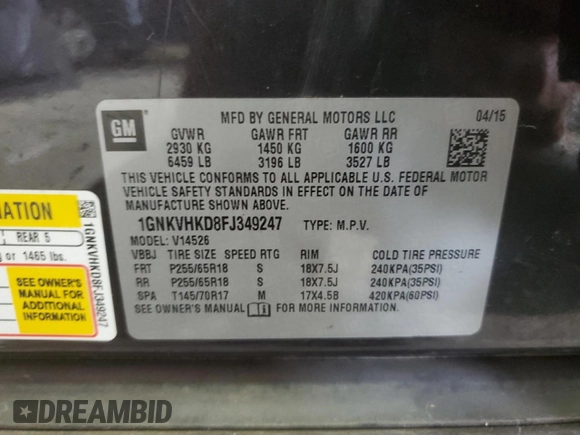 GM
MFD BY GENERAL MOTORS LLC 04/15
GVWR GAWR FRT GAWR RR
2930 KG 1450 KG 1600 KG
6459 LB 3196 LB 3527 LB
THIS VEHICLE CONFORMS TO ALL APPLICABLE U.S. FEDERAL MOTOR
VEHICLE SAFETY STANDARDS IN EFFECT ON THE DATE OF
MANUFACTURE SHOWN ABOVE.
1GNKVHKD8FJ349247 TYPE: M.P.V.
MODEL: V14526
VBBJ TIRE SIZE SPEED RTG RIM COLD TIRE PRESSURE
FRT P255/65R18 S 18X7.5J 240KPA(35PSI)
RR P255/65R18 S 18X7.5J 240KPA(35PSI)
SPA T145/70R17 M 17X4.5B 420KPA(60PSI)
SEE OWNER'S MANUAL FOR MORE INFORMATION
REAR 5
or 1465 lbs.
SEE OWNER'S
MANUAL FOR
ADDITIONAL
INFORMATION
1GNKVHKD8FJ349247
DREAMBID